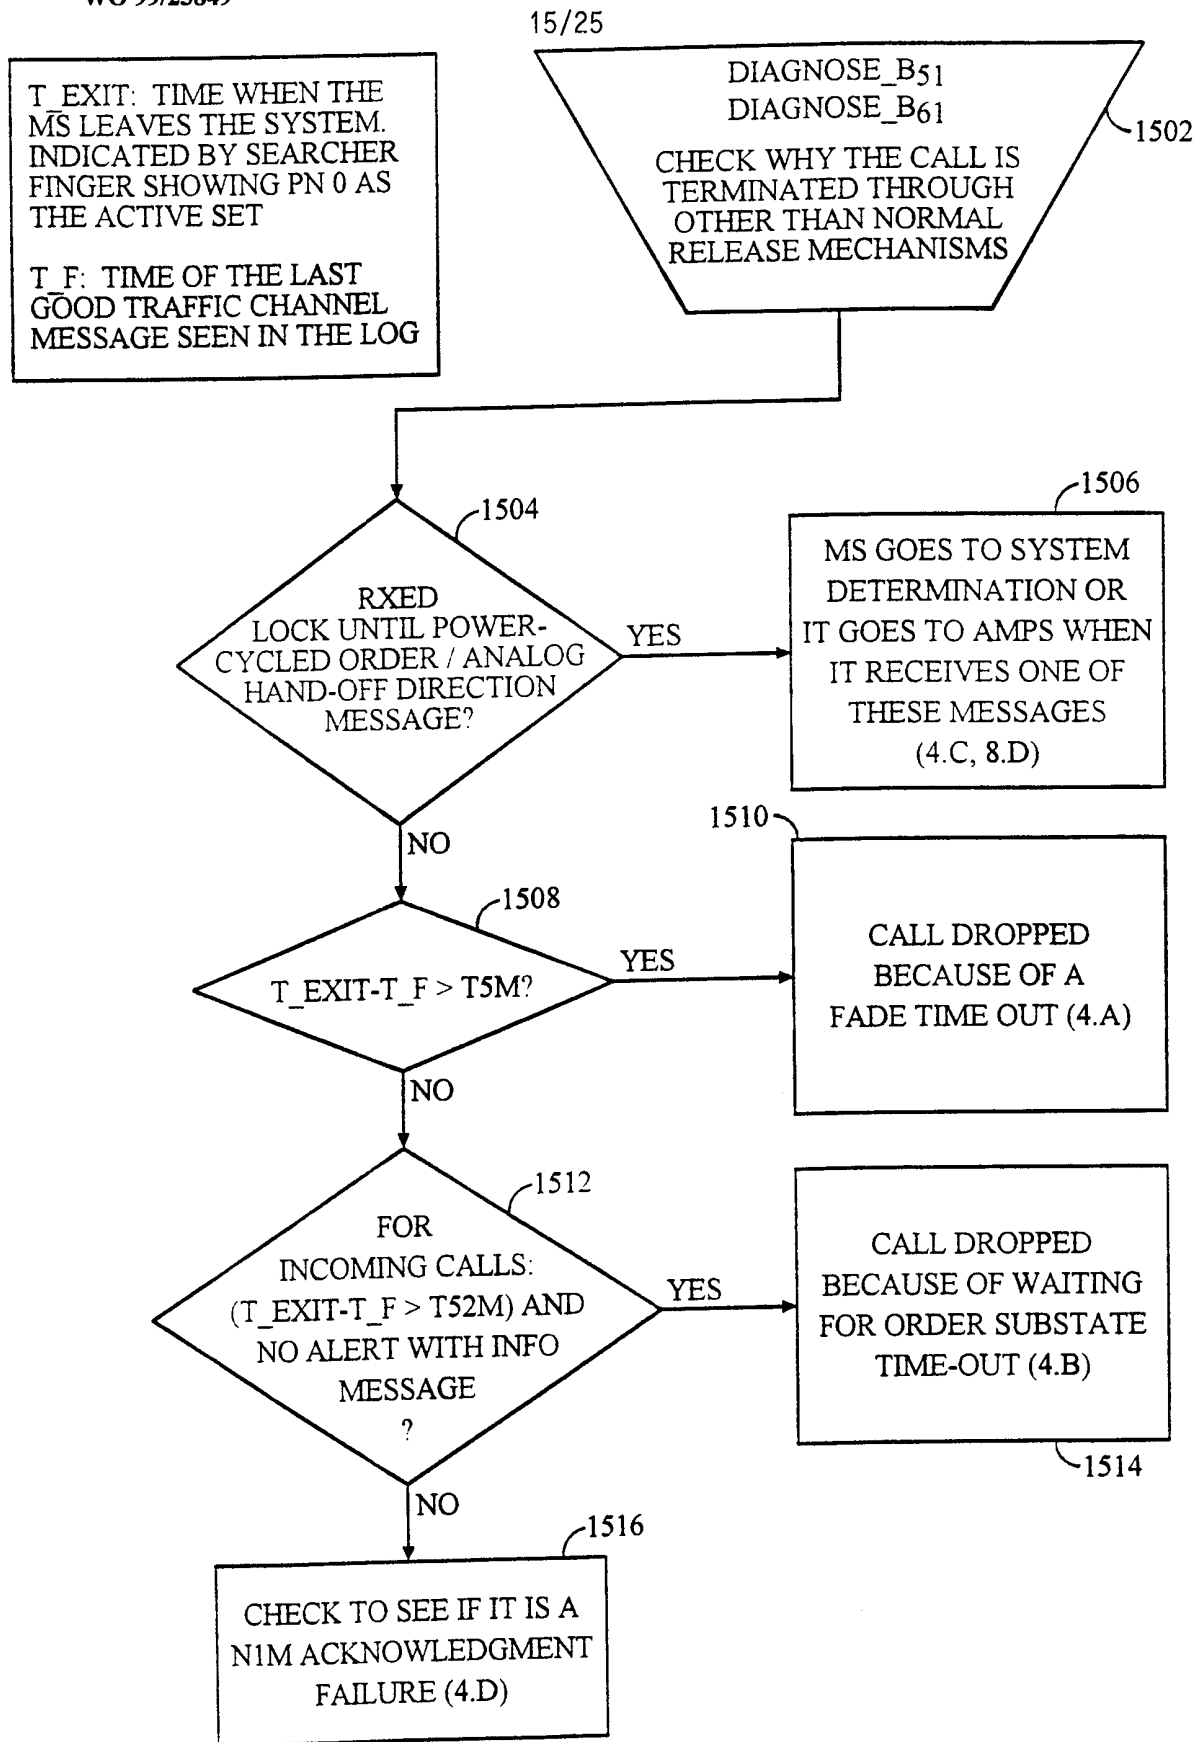 15/25
T_EXIT: TIME WHEN THE
MS LEAVES THE SYSTEM.
INDICATED BY SEARCHER
FINGER SHOWING PN 0 AS
THE ACTIVE SET
T_F: TIME OF THE LAST
GOOD TRAFFIC CHANNEL
MESSAGE SEEN IN THE LOG
DIAGNOSE_B51
DIAGNOSE_B61
CHECK WHY THE CALL IS
TERMINATED THROUGH
OTHER THAN NORMAL
RELEASE MECHANISMS
1502
1504
RXED
LOCK UNTIL POWER-
CYCLED ORDER / ANALOG
HAND-OFF DIRECTION
MESSAGE?
YES
1506
MS GOES TO SYSTEM
DETERMINATION OR
IT GOES TO AMPS WHEN
IT RECEIVES ONE OF
THESE MESSAGES
(4.C, 8.D)
NO
1508
T_EXIT-T_F > T5M?
YES
1510
CALL DROPPED
BECAUSE OF A
FADE TIME OUT (4.A)
NO
1512
FOR
INCOMING CALLS:
(T_EXIT-T_F > T52M) AND
NO ALERT WITH INFO
MESSAGE
?
YES
CALL DROPPED
BECAUSE OF WAITING
FOR ORDER SUBSTATE
TIME-OUT (4.B)
1514
NO
1516
CHECK TO SEE IF IT IS A
N1M ACKNOWLEDGMENT
FAILURE (4.D)